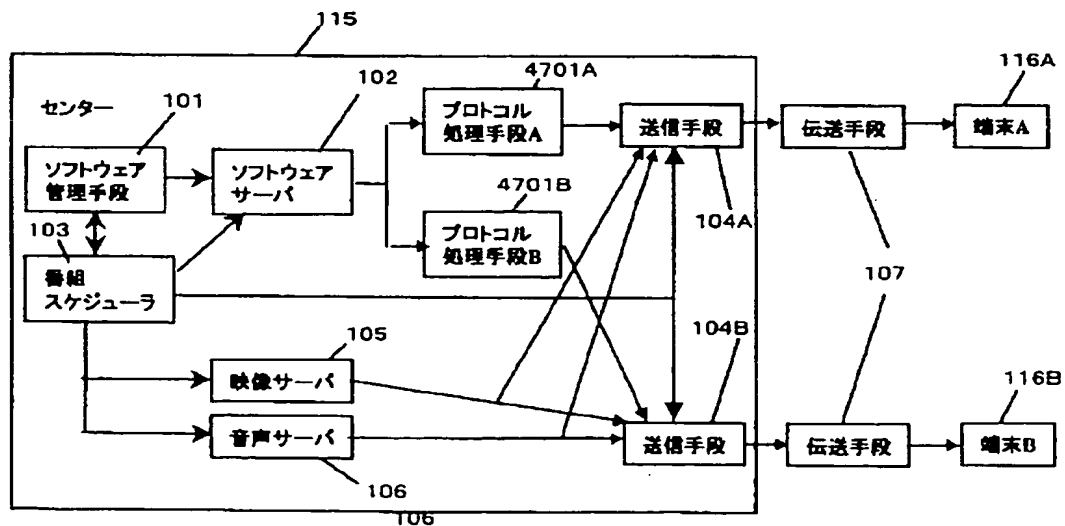 115
4701A
116A
センター
101
102
プロトコル
処理手段A
送信手段
伝送手段
端末A
ソフトウェア
管理手段
ソフトウェア
サーバ
4701B
104A
103
プロトコル
処理手段B
番組
スケジューラ
107
105
104B
映像サーバ
116B
音声サーバ
送信手段
伝送手段
端末B
106
106